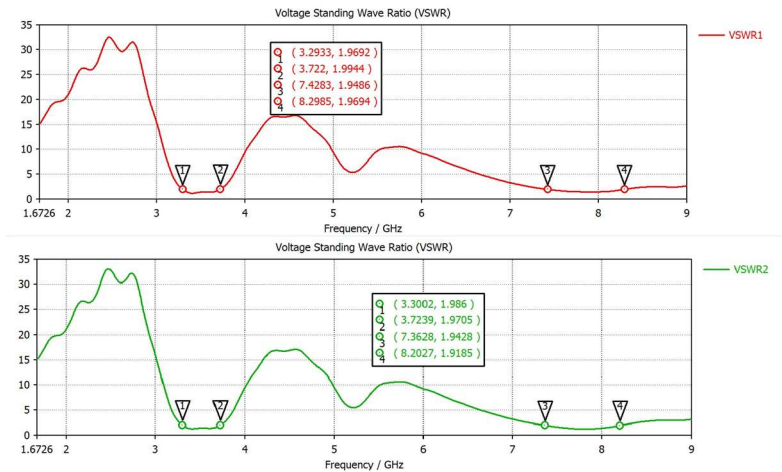 Voltage Standing Wave Ratio (VSWR)
35
30
25
20
15
10
5
0
1 ( 3.2933, 1.9692 )
2 ( 3.722, 1.9944 )
3 ( 7.4283, 1.9486 )
4 ( 8.2985, 1.9694 )
VSWR1
1 2 3 4
1.6726 2 3 4 5 6 7 8 9
Frequency / GHz
Voltage Standing Wave Ratio (VSWR)
35
30
25
20
15
10
5
0
1 ( 3.3002, 1.986 )
2 ( 3.7239, 1.9705 )
3 ( 7.3628, 1.9428 )
4 ( 8.2027, 1.9185 )
VSWR2
1 2 3 4
1.6726 2 3 4 5 6 7 8 9
Frequency / GHz